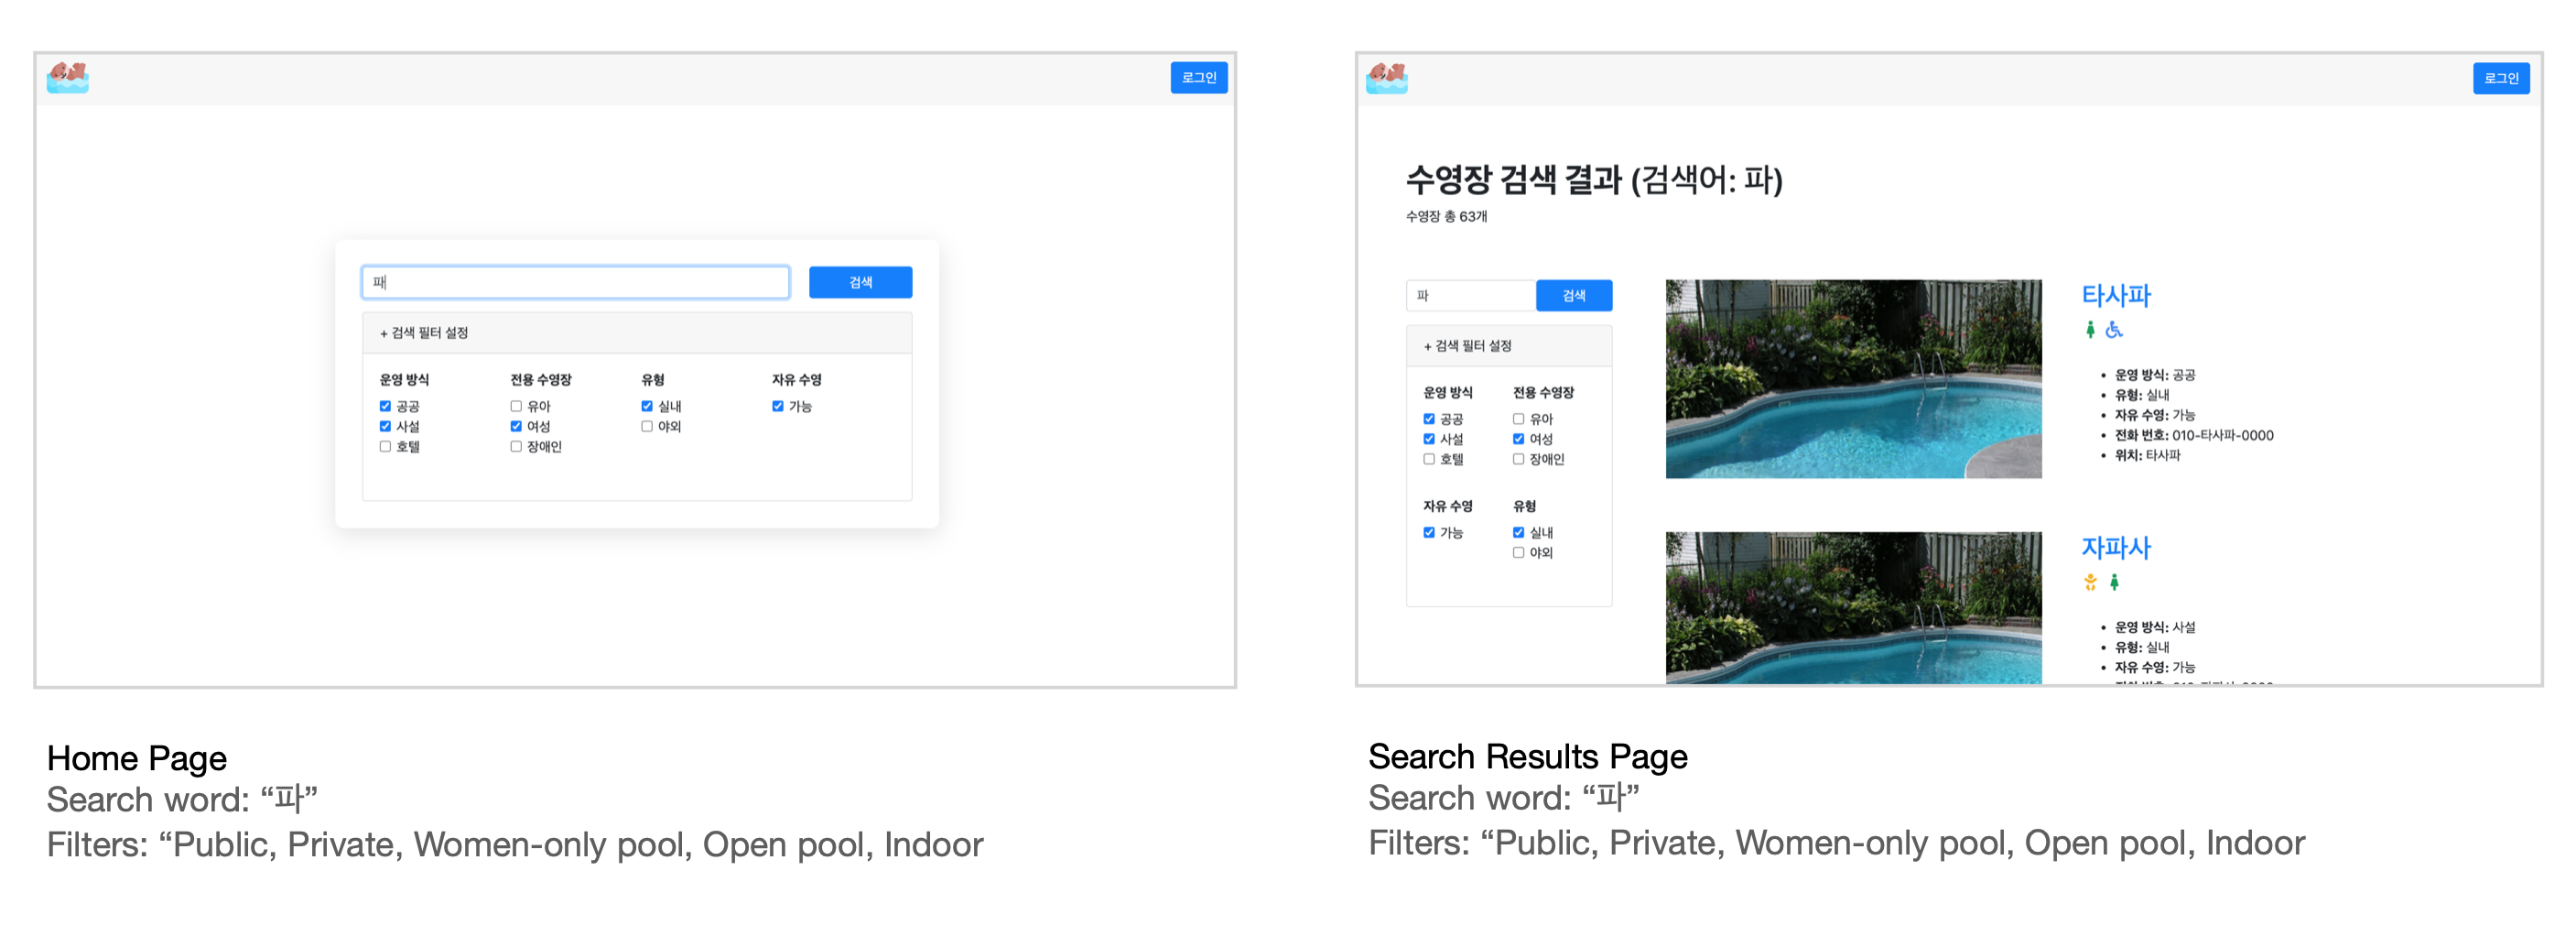 로그인
파
검색
+ 검색 필터 설정
운영 방식
공공
사설
호텔
전용 수영장
유아
여성
장애인
유형
실내
야외
자유 수영
가능
Home Page
Search word: “파”
Filters: “Public, Private, Women-only pool, Open pool, Indoor
로그인
수영장 검색 결과 (검색어: 파)
수영장 총 63개
파
검색
+ 검색 필터 설정
운영 방식
공공
사설
호텔
전용 수영장
유아
여성
장애인
자유 수영
가능
유형
실내
야외
타사파
• 운영 방식: 공공
• 유형: 실내
• 자유 수영: 가능
• 전화 번호: 010-타사파-0000
• 위치: 타사파
자파사
• 운영 방식: 사설
• 유형: 실내
• 자유 수영: 가능
Search Results Page
Search word: “파”
Filters: “Public, Private, Women-only pool, Open pool, Indoor